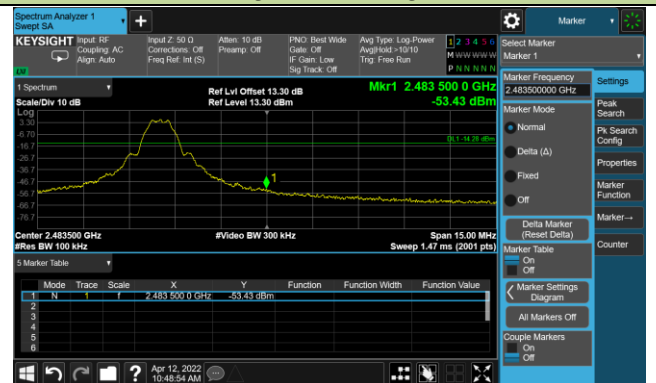 Spectrum Analyzer 1
Swept SA
Marker
KEYSIGHT
Input: RF
Coupling: AC
Align: Auto
Input Z: 50 Ω
Corrections: Off
Freq Ref: Int (S)
Atten: 10 dB
Preamp: Off
PNO: Best Wide
Gate: Off
IF Gain: Low
Sig Track: Off
Avg Type: Log-Power
Avg|Hold:>10/10
Trig: Free Run
1 2 3 4 5 6
M W W W W W
P N N N N N
Select Marker
Marker 1
LXI
1 Spectrum
Scale/Div 10 dB
Log
Ref Lvl Offset 13.30 dB
Ref Level 13.30 dBm
Mkr1 2.483 500 0 GHz
-53.43 dBm
3.30
-6.70
-16.7
-26.7
-36.7
-46.7
-56.7
-66.7
-76.7
DL1 -14.28 dBm
1
Center 2.483500 GHz
#Res BW 100 kHz
#Video BW 300 kHz
Span 15.00 MHz
Sweep 1.47 ms (2001 pts)
5 Marker Table
Mode Trace Scale X Y Function Function Width Function Value
1 N 1 f 2.483 500 0 GHz -53.43 dBm
2
3
4
5
6
Marker Frequency
2.483500000 GHz
Marker Mode
Normal
Delta (Δ)
Fixed
Off
Delta Marker
(Reset Delta)
Marker Table
On
Off
Marker Settings
Diagram
All Markers Off
Couple Markers
On
Off
Settings
Peak
Search
Pk Search
Config
Properties
Marker
Function
Marker→
Counter
?
Apr 12, 2022
10:48:54 AM